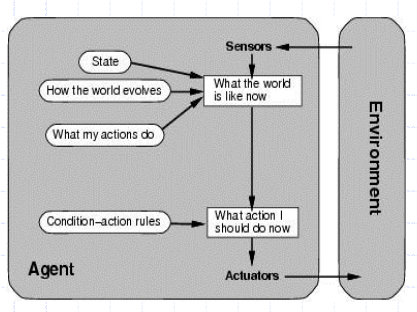 Sensors
State
What the world
is like now
How the world evolves
What my actions do
Environment
Condition–action rules
What action I
should do now
Agent
Actuators